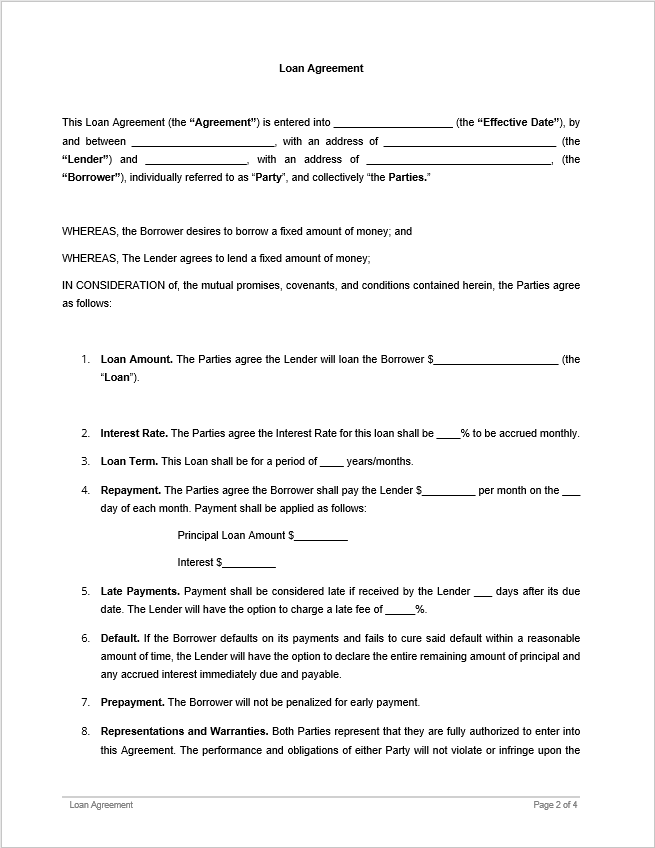 Loan Agreement
This Loan Agreement (the “Agreement”) is entered into ____________________ (the “Effective Date”), by
and between ________________________, with an address of _____________________________ (the
“Lender”) and _________________, with an address of _______________________________, (the
“Borrower”), individually referred to as “Party”, and collectively “the Parties.”
WHEREAS, the Borrower desires to borrow a fixed amount of money; and
WHEREAS, The Lender agrees to lend a fixed amount of money;
IN CONSIDERATION of, the mutual promises, covenants, and conditions contained herein, the Parties agree
as follows:
1. Loan Amount. The Parties agree the Lender will loan the Borrower $_____________________ (the
“Loan”).
2. Interest Rate. The Parties agree the Interest Rate for this loan shall be ____% to be accrued monthly.
3. Loan Term. This Loan shall be for a period of ____ years/months.
4. Repayment. The Parties agree the Borrower shall pay the Lender $_________ per month on the ___
day of each month. Payment shall be applied as follows:
Principal Loan Amount $_________
Interest $_________
5. Late Payments. Payment shall be considered late if received by the Lender ___ days after its due
date. The Lender will have the option to charge a late fee of _____%.
6. Default. If the Borrower defaults on its payments and fails to cure said default within a reasonable
amount of time, the Lender will have the option to declare the entire remaining amount of principal and
any accrued interest immediately due and payable.
7. Prepayment. The Borrower will not be penalized for early payment.
8. Representations and Warranties. Both Parties represent that they are fully authorized to enter into
this Agreement. The performance and obligations of either Party will not violate or infringe upon the
Loan Agreement Page 2 of 4